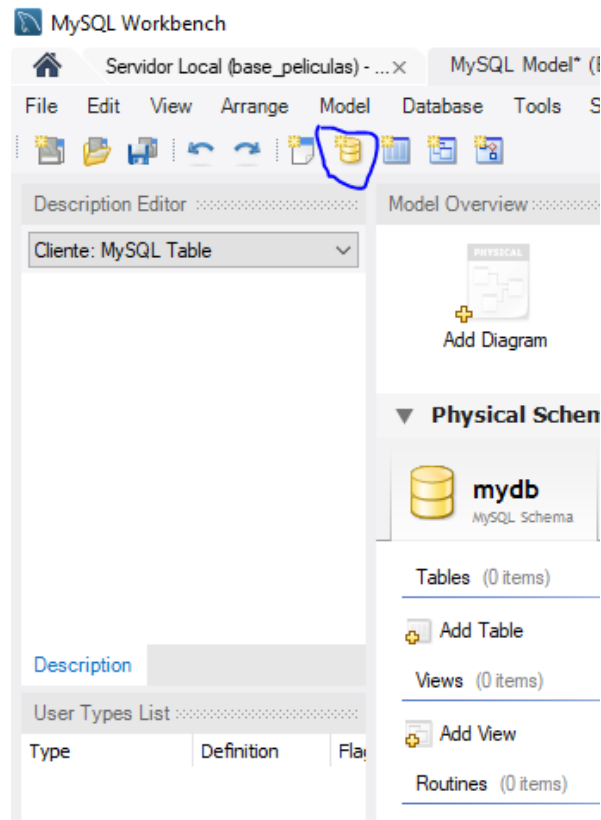 MySQL Workbench
Servidor Local (base_peliculas) - ...
MySQL Model* (
File Edit View Arrange Model Database Tools S
Description Editor
Model Overview
Cliente: MySQL Table
PHYSICAL
Add Diagram
Physical Schem
mydb
MySQL Schema
Tables (0 items)
Add Table
Description
Views (0 items)
User Types List
Add View
Type Definition Flag
Routines (0 items)